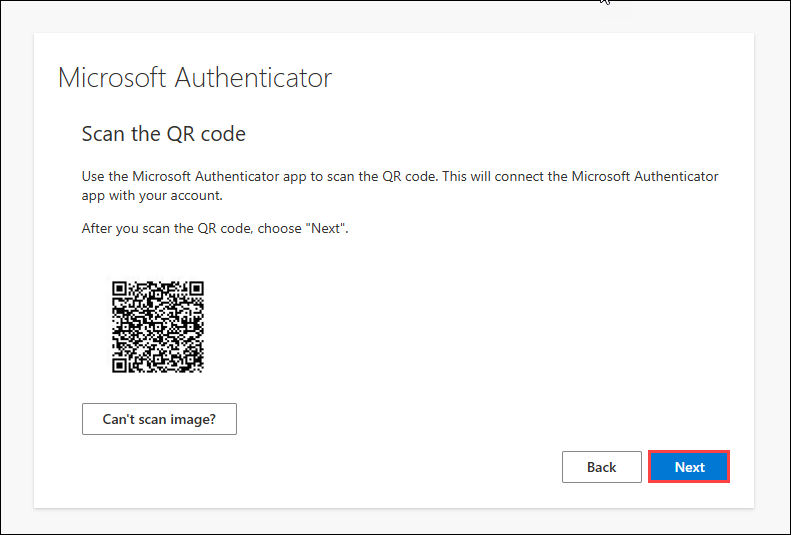 Microsoft Authenticator
Scan the QR code
Use the Microsoft Authenticator app to scan the QR code. This will connect the Microsoft Authenticator
app with your account.
After you scan the QR code, choose "Next".
Can't scan image?
Back
Next